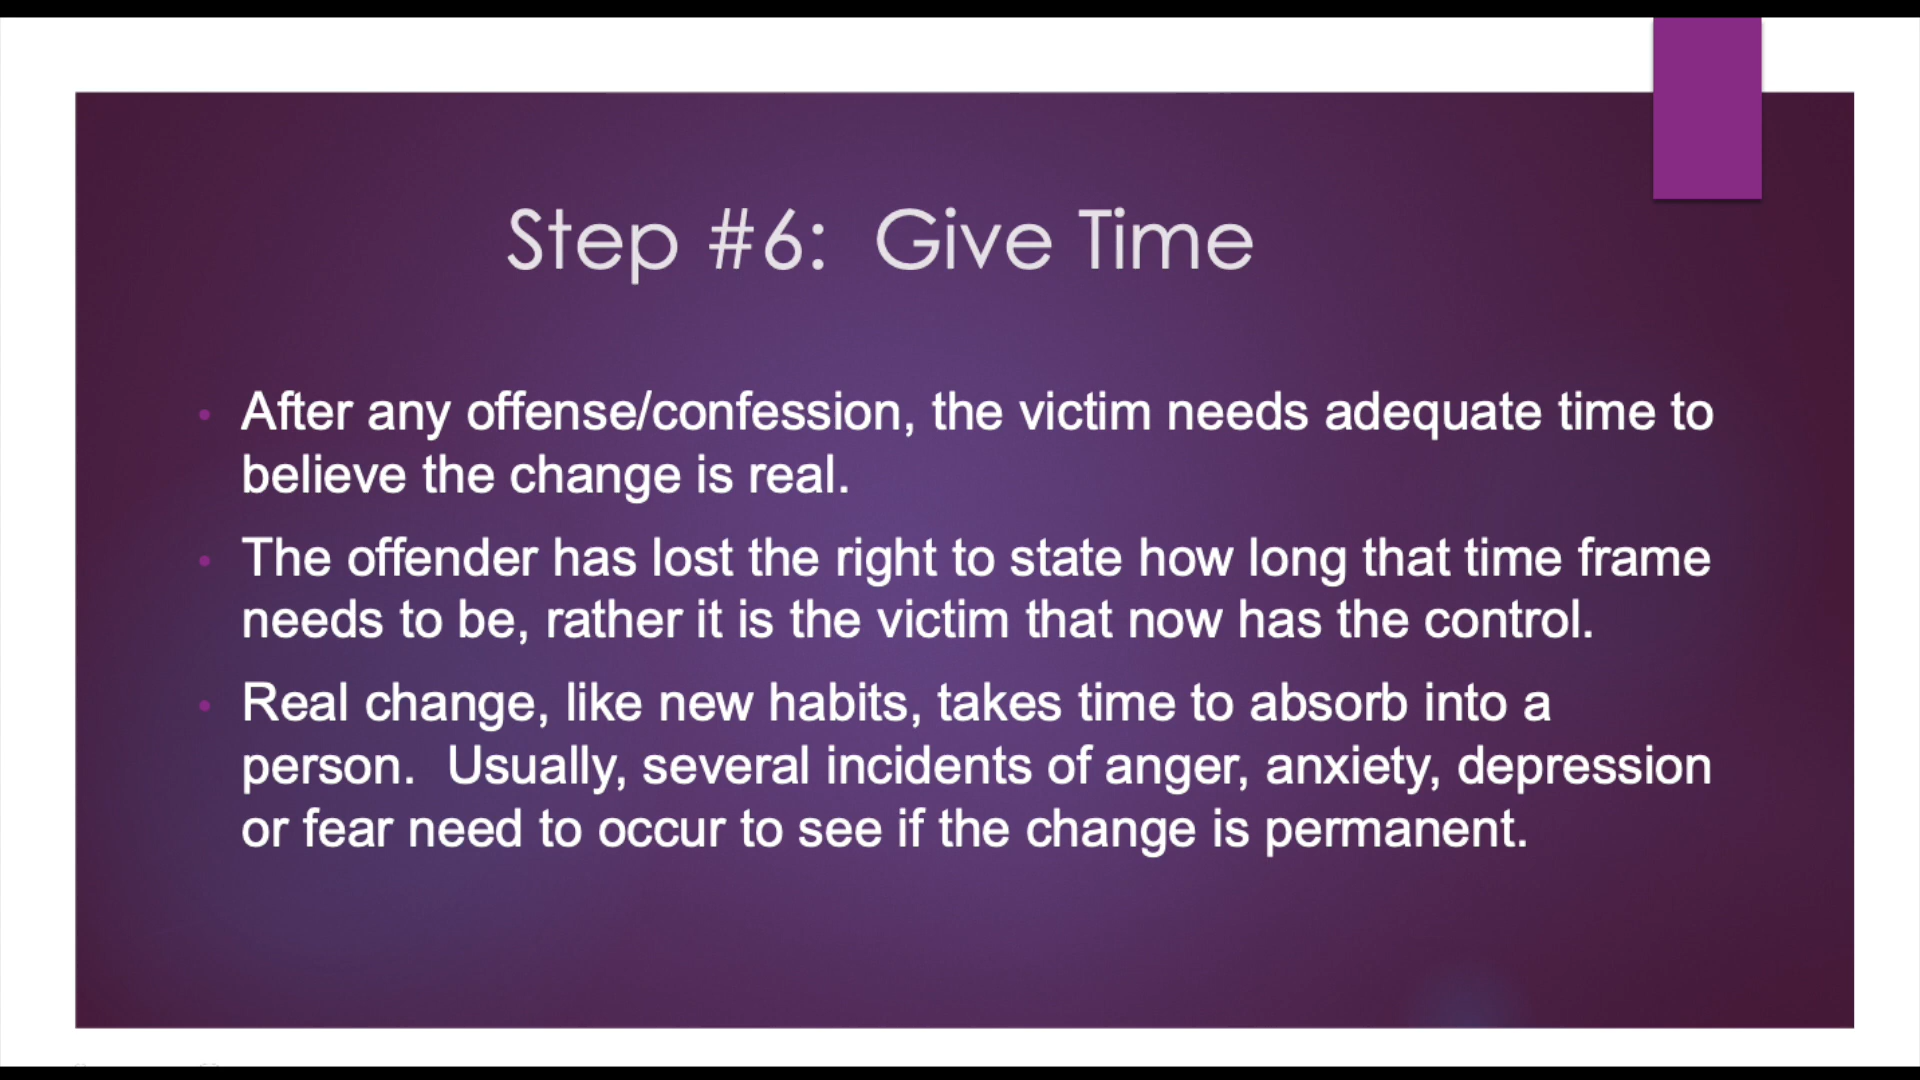 Step #6:  Give Time
• After any offense/confession, the victim needs adequate time to
believe the change is real.
• The offender has lost the right to state how long that time frame
needs to be, rather it is the victim that now has the control.
• Real change, like new habits, takes time to absorb into a
person.  Usually, several incidents of anger, anxiety, depression
or fear need to occur to see if the change is permanent.